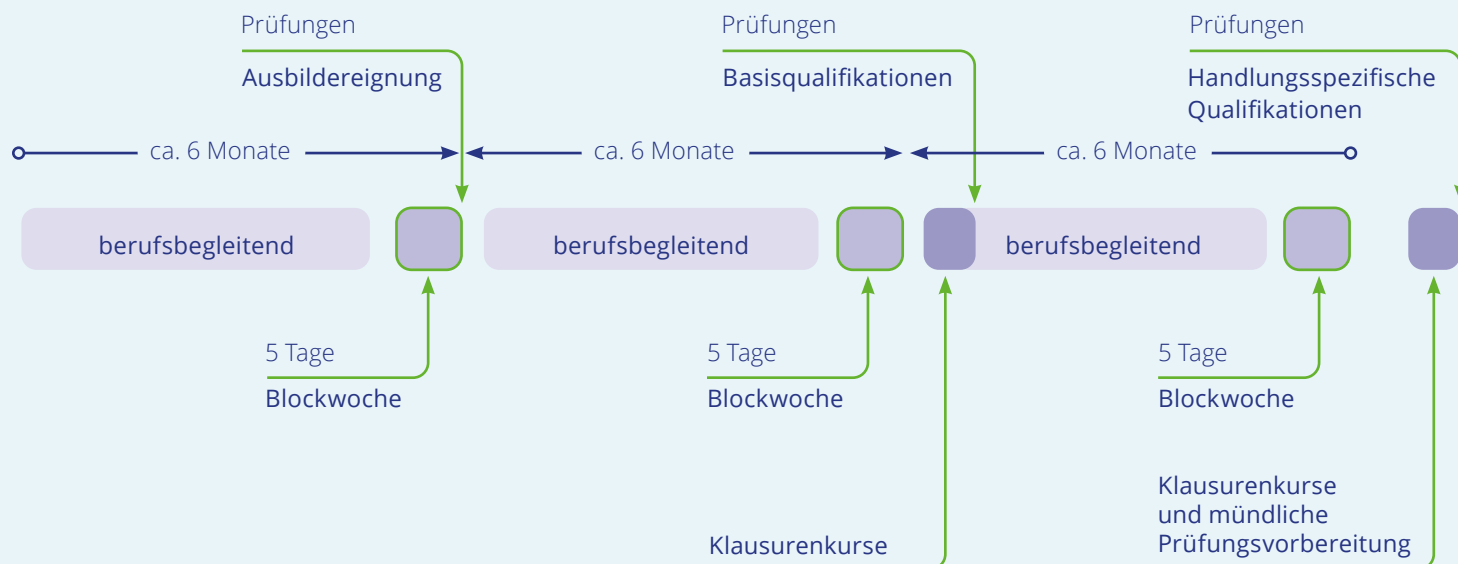 Prüfungen
Ausbildereignung
Prüfungen
Basisqualifikationen
Prüfungen
Handlungsspezifische
Qualifikationen
ca. 6 Monate
ca. 6 Monate
ca. 6 Monate
berufsbegleitend
berufsbegleitend
berufsbegleitend
5 Tage
Blockwoche
5 Tage
Blockwoche
5 Tage
Blockwoche
Klausurenkurse
Klausurenkurse
und mündliche
Prüfungsvorbereitung